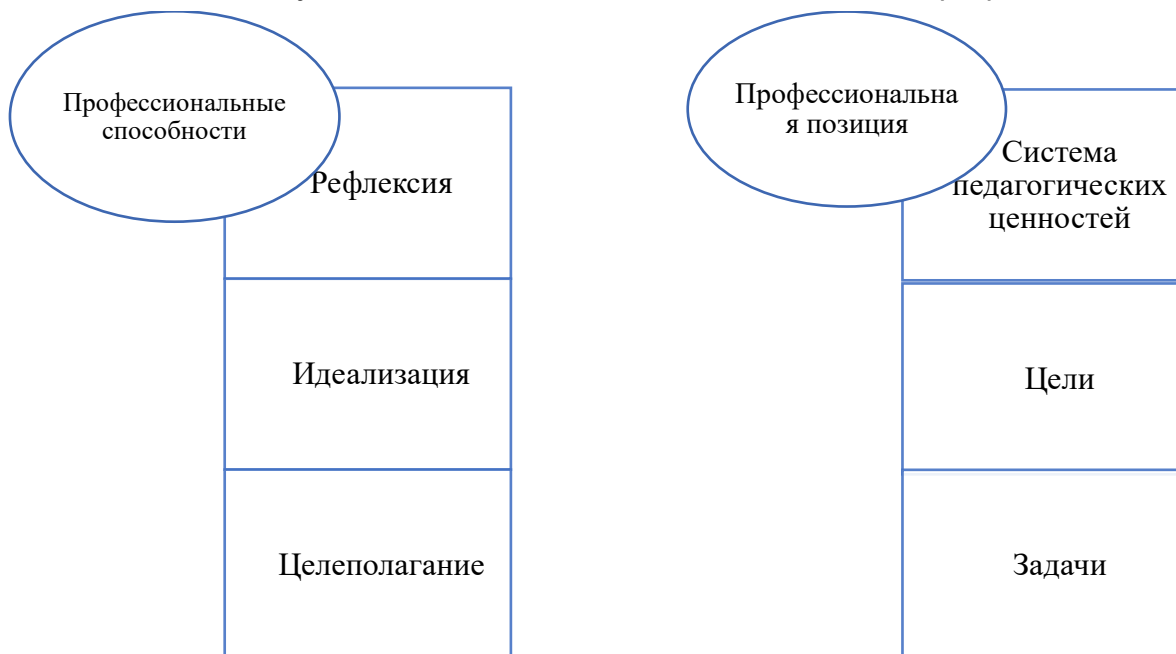 Профессиональные
способности
Рефлексия
Идеализация
Целеполагание
Профессиональна
я позиция
Система
педагогических
ценностей
Цели
Задачи